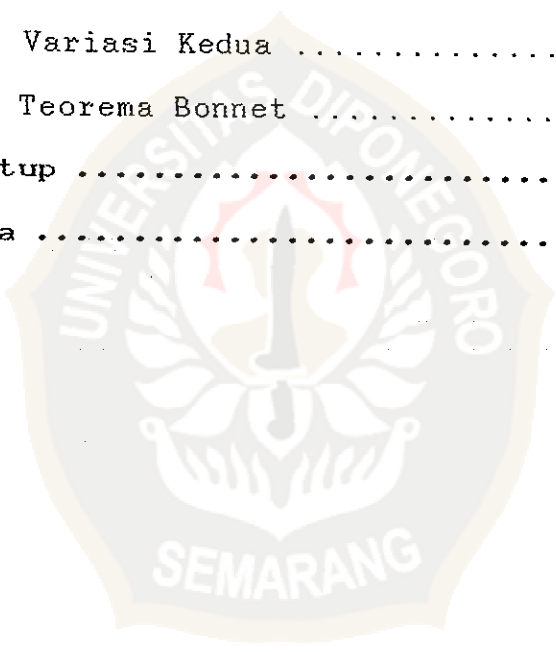 Variasi Kedua ..............
Teorema Bonnet .............
tup .........................
a ...........................
UNIVERSITAS DIPONEGORO
SEMARANG